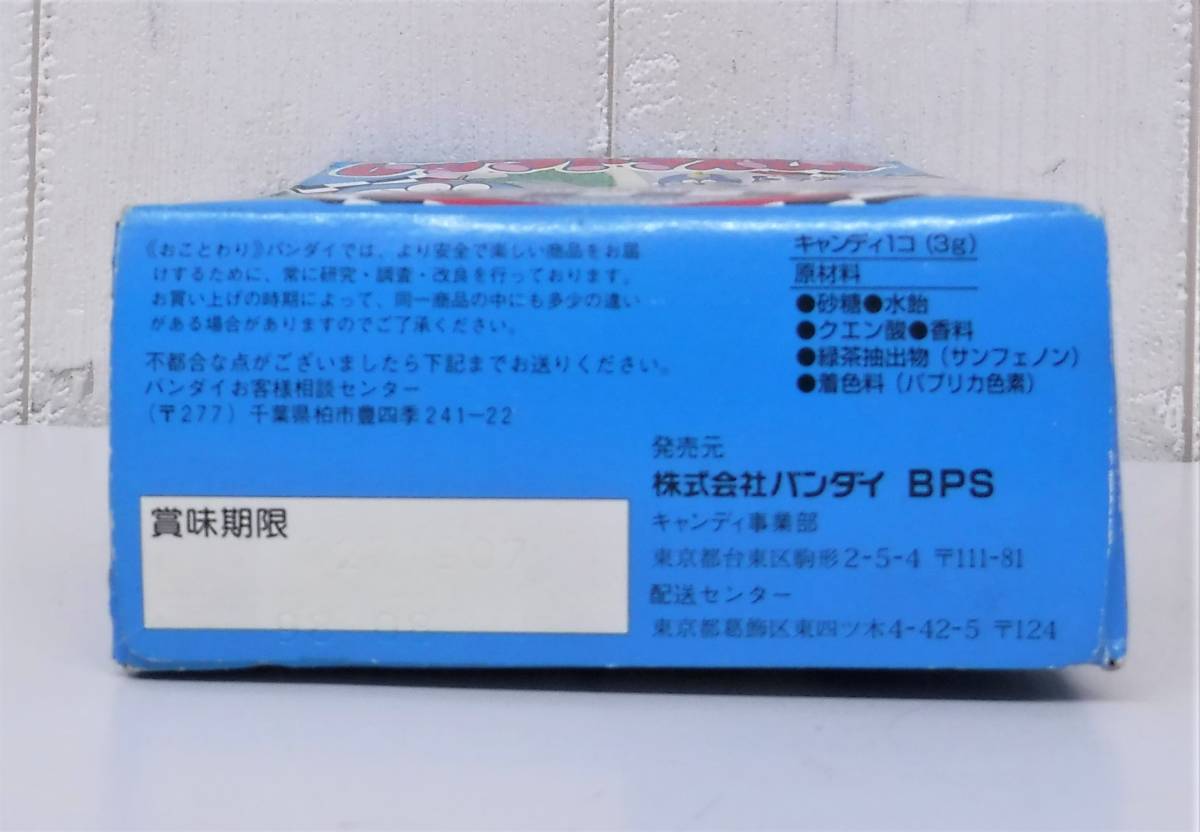 《おことわり》バンダイでは、より安全で楽しい商品をお届
けするために、常に研究・調査・改良を行っております。
お買い上げの時期によって、同一商品の中にも多少の違い
がある場合がありますのでご了承ください。
不都合な点がございましたら下記までお送りください。
バンダイお客様相談センター
(〒277) 千葉県柏市豊四季241-22
賞味期限
キャンディ1コ (3g)
原材料
●砂糖●水飴
●クエン酸●香料
●緑茶抽出物 (サンフェノン)
●着色料 (パプリカ色素)
発売元
株式会社バンダイ BPS
キャンディ事業部
東京都台東区駒形2-5-4 〒111-81
配送センター
東京都葛飾区東四ツ木4-42-5 〒124